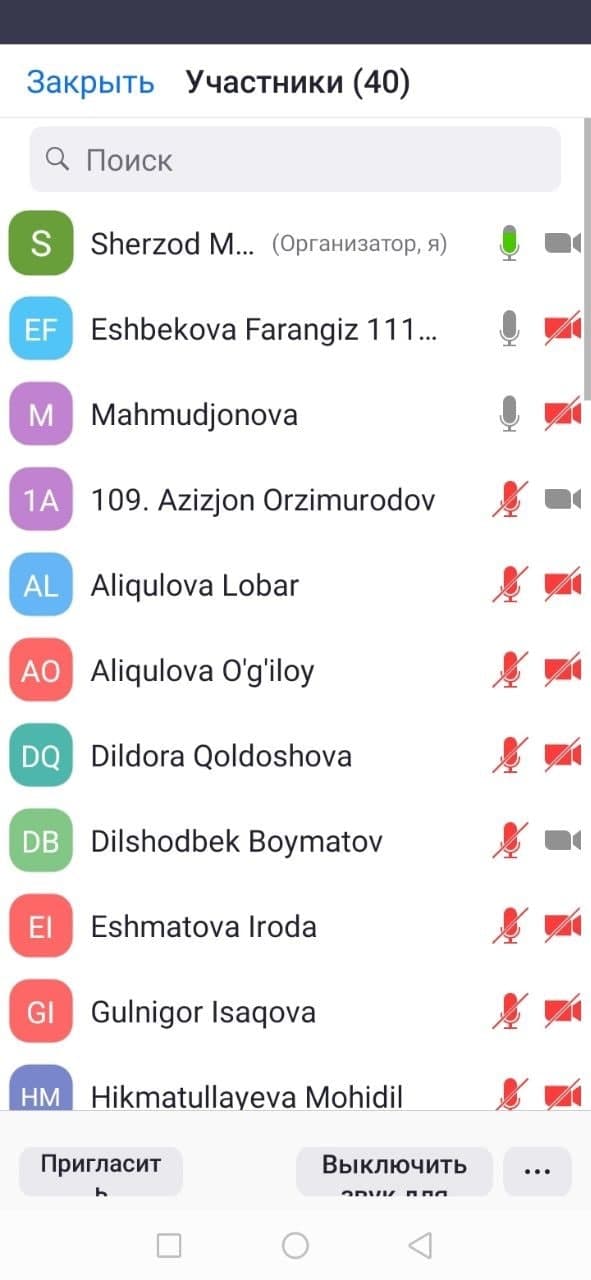 Закрыть Участники (40)
Поиск
S Sherzod M... (Организатор, я)
EF Eshbekova Farangiz 111...
M Mahmudjonova
1A 109. Azizjon Orzimurodov
AL Aliqulova Lobar
AO Aliqulova O'g'iloy
DQ Dildora Qoldoshova
DB Dilshodbek Boymatov
EI Eshmatova Iroda
GI Gulnigor Isaqova
HM Hikmatullayeva Mohidil
Пригласит Выключить ...
ь звук для